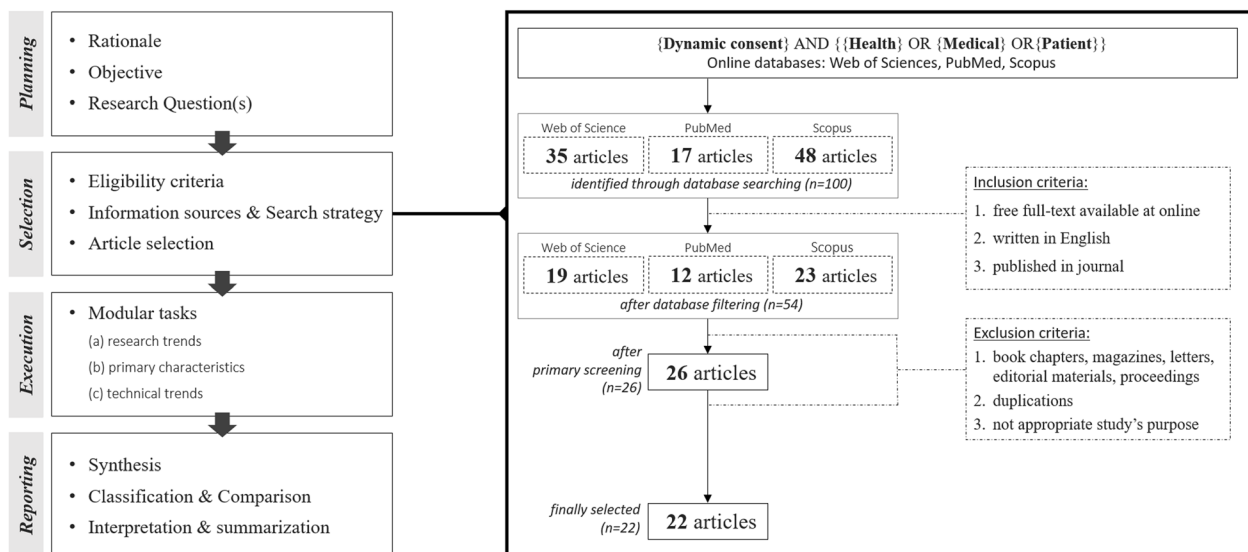 Planning
• Rationale
• Objective
• Research Question(s)
Selection
• Eligibility criteria
• Information sources & Search strategy
• Article selection
Execution
• Modular tasks
(a) research trends
(b) primary characteristics
(c) technical trends
Reporting
• Synthesis
• Classification & Comparison
• Interpretation & summarization
{Dynamic consent} AND {{Health} OR {Medical} OR{Patient}}
Online databases: Web of Sciences, PubMed, Scopus
Web of Science
35 articles
PubMed
17 articles
Scopus
48 articles
identified through database searching (n=100)
Inclusion criteria:
1. free full-text available at online
2. written in English
3. published in journal
Web of Science
19 articles
PubMed
12 articles
Scopus
23 articles
after database filtering (n=54)
Exclusion criteria:
1. book chapters, magazines, letters,
editorial materials, proceedings
2. duplications
3. not appropriate study's purpose
after
primary screening
(n=26)
26 articles
finally selected
(n=22)
22 articles